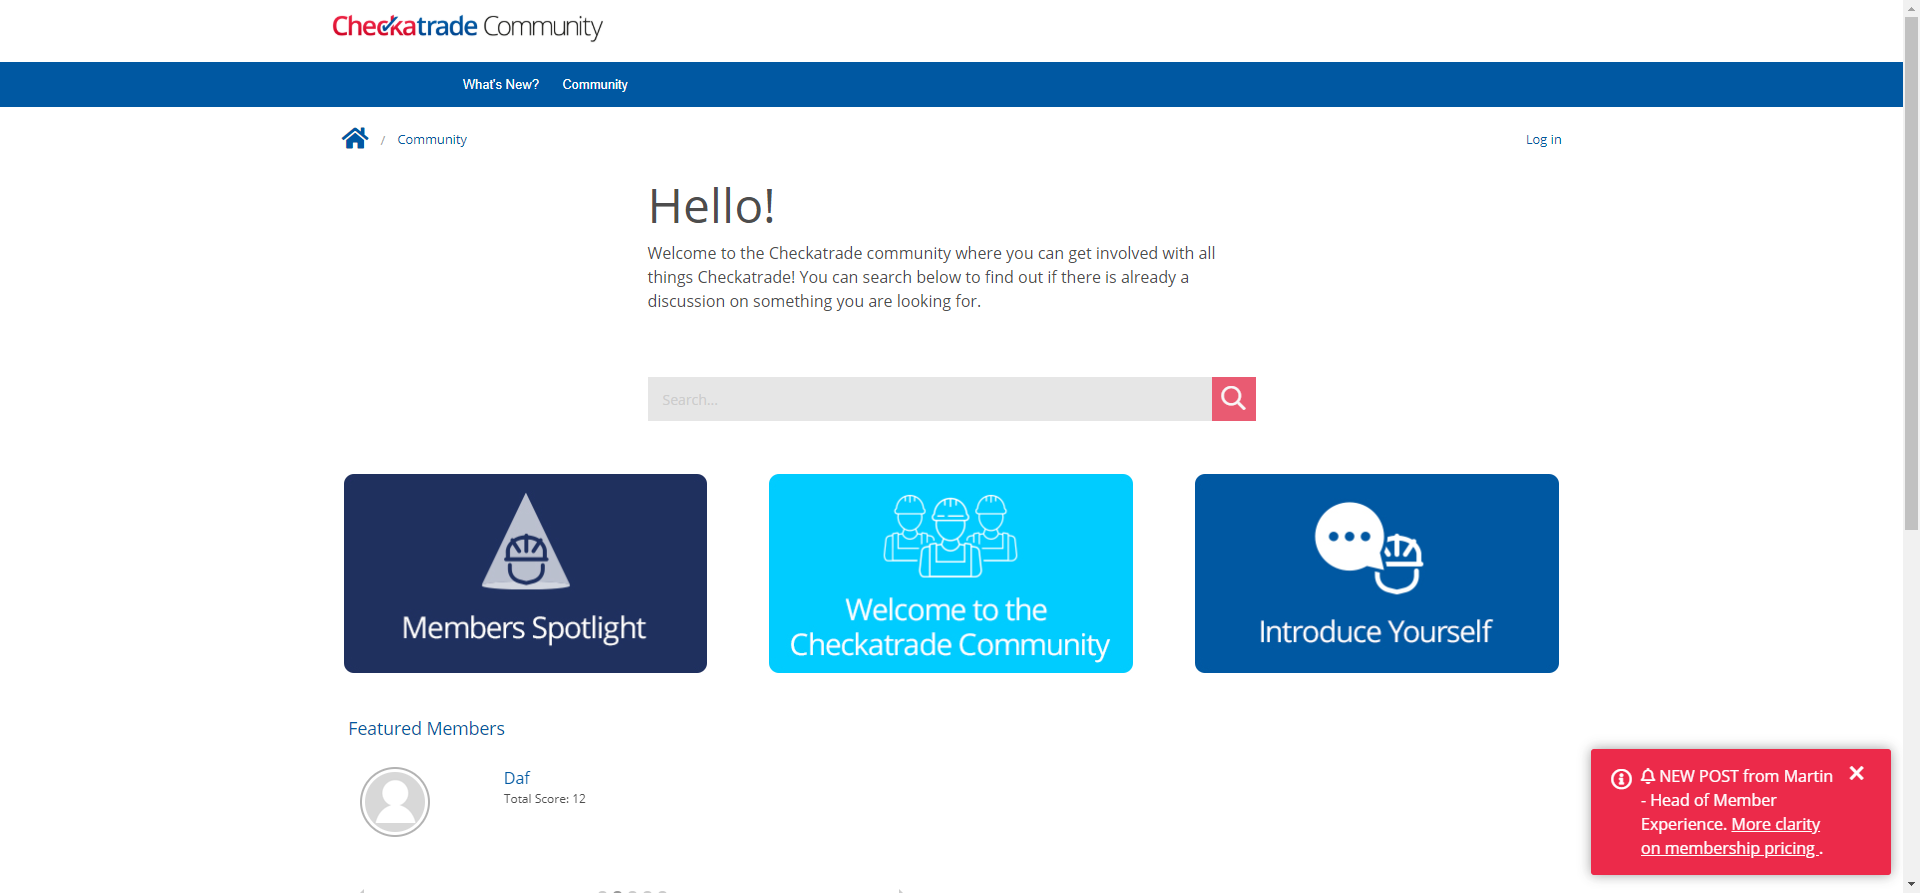 Checkatrade Community
What's New? Community
/ Community
Log in
Hello!
Welcome to the Checkatrade community where you can get involved with all
things Checkatrade! You can search below to find out if there is already a
discussion on something you are looking for.
Search...
Members Spotlight
Welcome to the
Checkatrade Community
Introduce Yourself
Featured Members
Daf
Total Score: 12
NEW POST from Martin
- Head of Member
Experience. More clarity
on membership pricing .